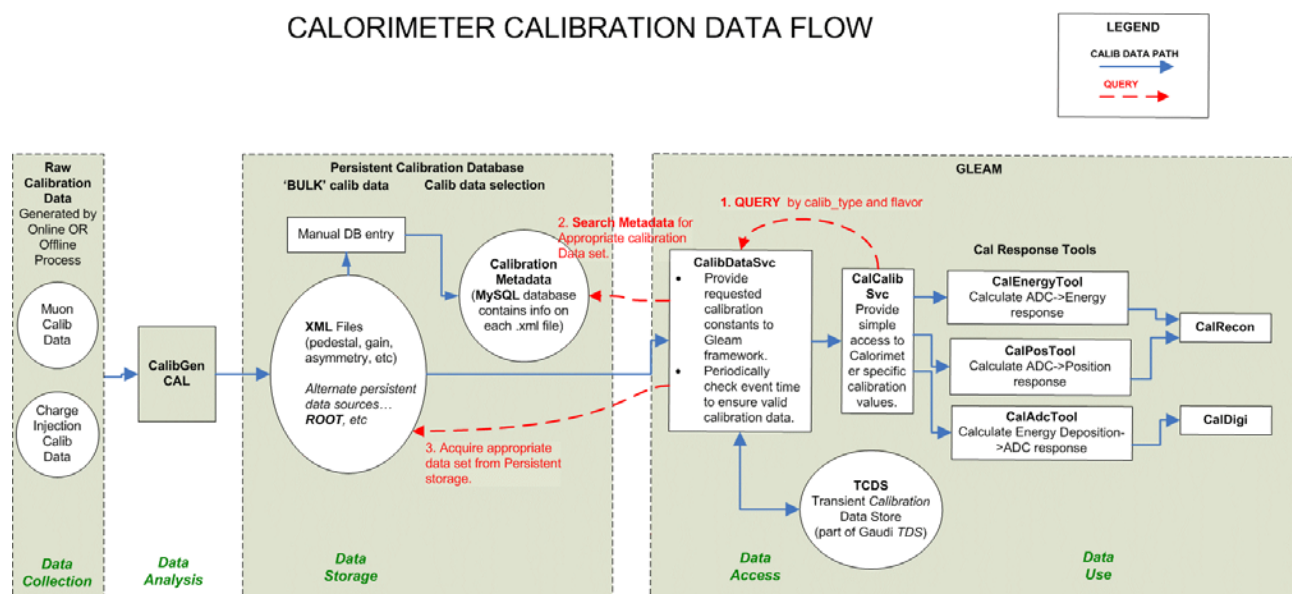 CALORIMETER CALIBRATION DATA FLOW
LEGEND
CALIB DATA PATH
QUERY
Raw
Calibration
Data
Generated by
Online OR
Offline
Process
Muon
Calib
Data
Charge
Injection
Calib
Data
Data
Collection
CalibGen
CAL
Data
Analysis
Persistent Calibration Database
'BULK' calib data
Calib data selection
Manual DB entry
XML Files
(pedestal, gain,
asymmetry, etc)
Alternate persistent
data sources…
ROOT, etc
Calibration
Metadata
(MySQL database
contains info on
each .xml file)
2. Search Metadata for
Appropriate calibration
Data set.
3. Acquire appropriate
data set from Persistent
storage.
Data
Storage
GLEAM
1. QUERY by calib_type and flavor
CalibDataSvc
• Provide
requested
calibration
constants to
Gleam
framework.
• Periodically
check event time
to ensure valid
calibration data.
CalCalib
Svc
Provide
simple
access to
Calorimet
er specific
calibration
values.
TCDS
Transient Calibration
Data Store
(part of Gaudi TDS)
Data
Access
Cal Response Tools
CalEnergyTool
Calculate ADC->Energy
response
CalPosTool
Calculate ADC->Position
response
CalAdcTool
Calculate Energy Deposition-
>ADC response
CalRecon
CalDigi
Data
Use